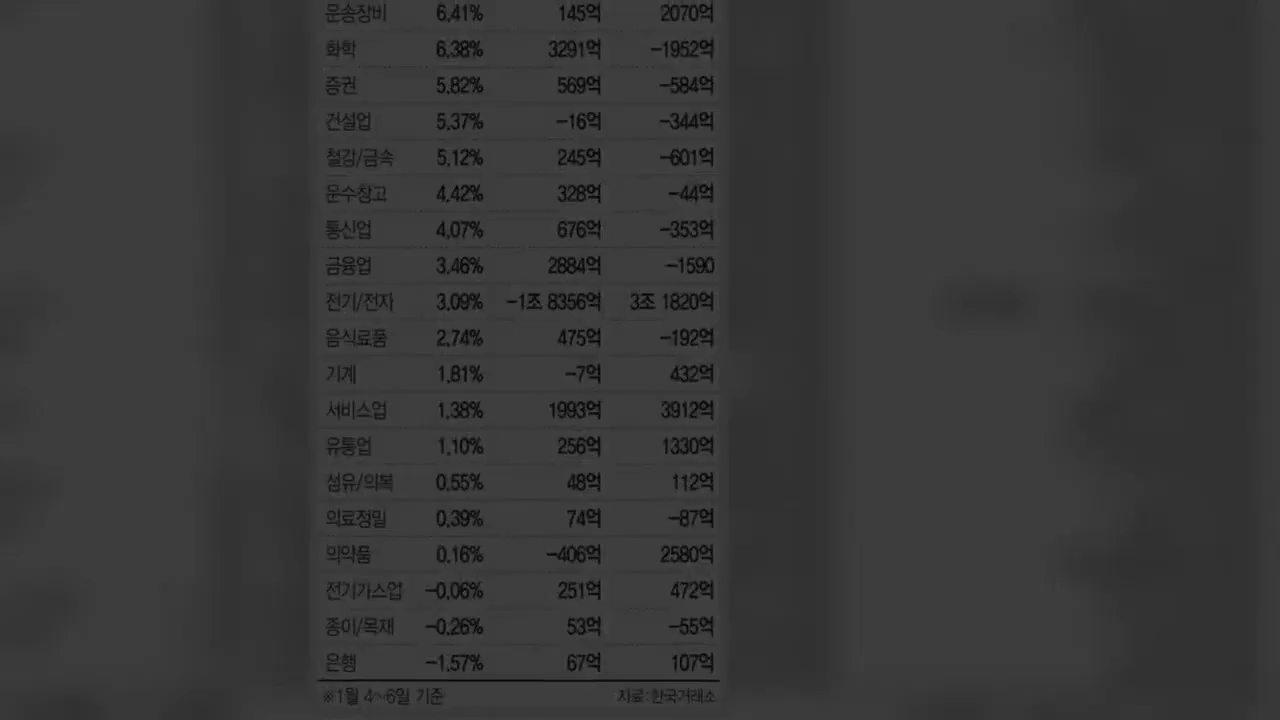 운송장비 6.41% 145억 2070억
화학 6.38% 3291억 -1952억
증권 5.82% 569억 -584억
건설업 5.37% -16억 -344억
철강/금속 5.12% 245억 -601억
운수창고 4.42% 328억 -44억
통신업 4.07% 676억 -353억
금융업 3.46% 2884억 -1590
전기/전자 3.09% -1조 8356억 3조 1820억
음식료품 2.74% 475억 -192억
기계 1.81% -7억 432억
서비스업 1.38% 1993억 3912억
유통업 1.10% 256억 1330억
섬유/의복 0.55% 48억 112억
의료정밀 0.39% 74억 -87억
의약품 0.16% -406억 2580억
전기가스업 -0.06% 251억 472억
종이/목재 -0.26% 53억 -55억
은행 -1.57% 67억 107억
※1월 4~6일 기준 자료:한국거래소